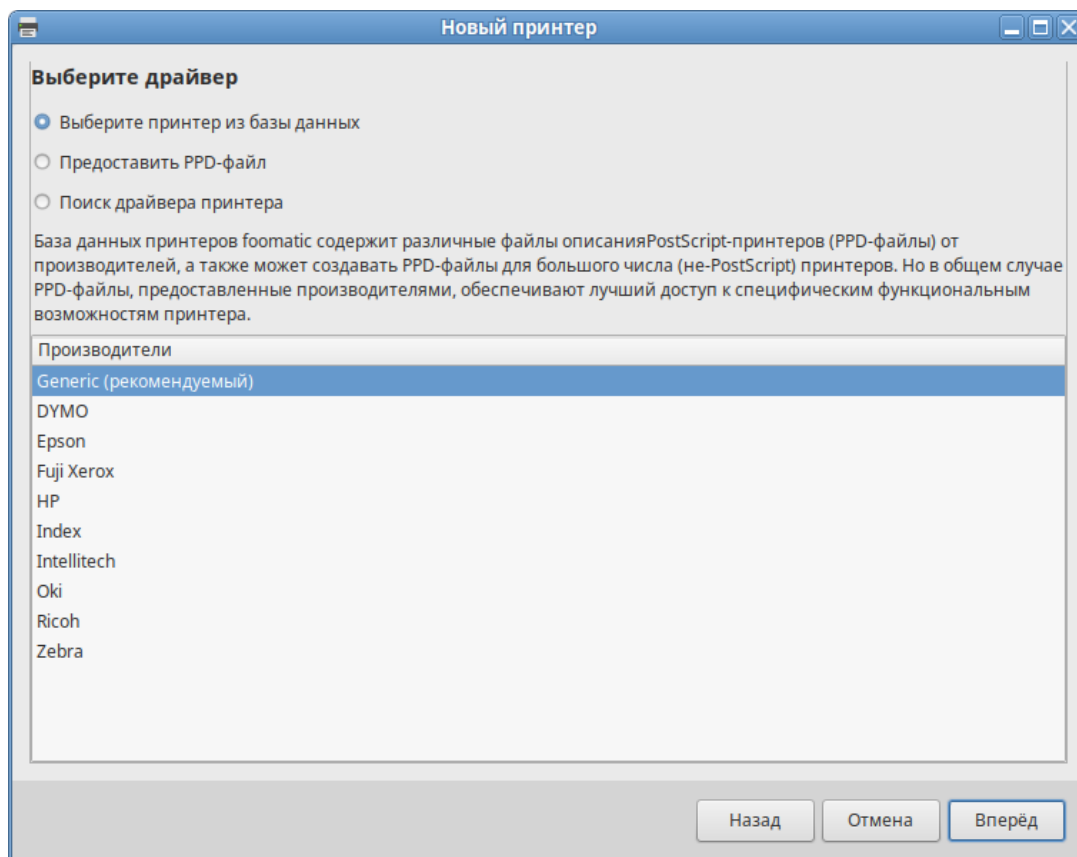 Новый принтер
Выберите драйвер
Выберите принтер из базы данных
Предоставить PPD-файл
Поиск драйвера принтера
База данных принтеров foomatic содержит различные файлы описанияPostScript-принтеров (PPD-файлы) от
производителей, а также может создавать PPD-файлы для большого числа (не-PostScript) принтеров. Но в общем случае
PPD-файлы, предоставленные производителями, обеспечивают лучший доступ к специфическим функциональным
возможностям принтера.
Производители
Generic (рекомендуемый)
DYMO
Epson
Fuji Xerox
HP
Index
Intellitech
Oki
Ricoh
Zebra
Назад Отмена Вперёд